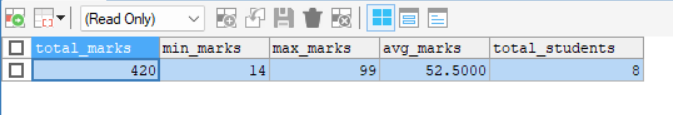 (Read Only)
total_marks min_marks max_marks avg_marks total_students
420 14 99 52.5000 8